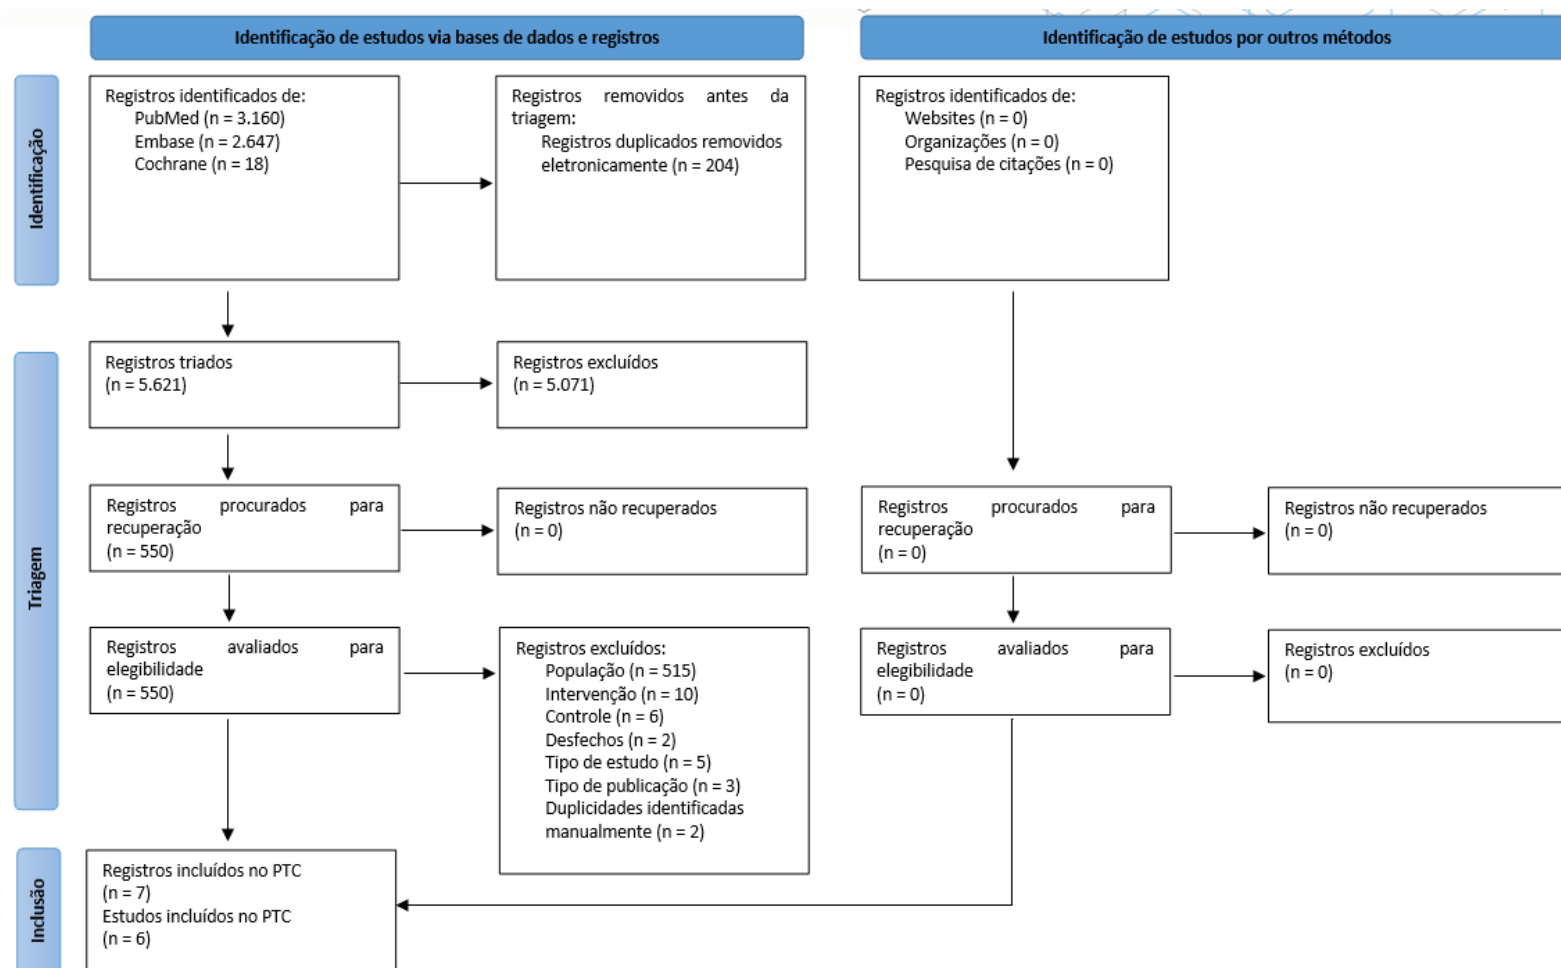 Identificação de estudos via bases de dados e registros
Identificação de estudos por outros métodos
Identificação
Registros identificados de:
PubMed (n = 3.160)
Embase (n = 2.647)
Cochrane (n = 18)
Registros removidos antes da
triagem:
Registros duplicados removidos
eletronicamente (n = 204)
Registros identificados de:
Websites (n = 0)
Organizações (n = 0)
Pesquisa de citações (n = 0)
Triagem
Registros triados
(n = 5.621)
Registros excluídos
(n = 5.071)
Registros procurados para
recuperação
(n = 550)
Registros não recuperados
(n = 0)
Registros procurados para
recuperação
(n = 0)
Registros não recuperados
(n = 0)
Registros avaliados para
elegibilidade
(n = 550)
Registros excluídos:
População (n = 515)
Intervenção (n = 10)
Controle (n = 6)
Desfechos (n = 2)
Tipo de estudo (n = 5)
Tipo de publicação (n = 3)
Duplicidades identificadas
manualmente (n = 2)
Registros avaliados para
elegibilidade
(n = 0)
Registros excluídos
(n = 0)
Inclusão
Registros incluídos no PTC
(n = 7)
Estudos incluídos no PTC
(n = 6)